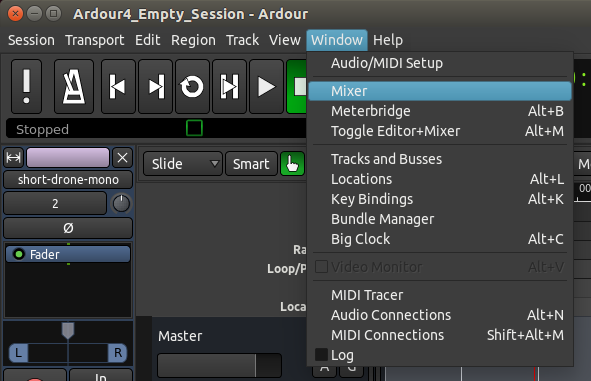 Ardour4_Empty_Session - Ardour
Session Transport Edit Region Track View Window Help
Audio/MIDI Setup
Mixer
Meterbridge Alt+B
Toggle Editor+Mixer Alt+M
Stopped
Tracks and Busses
Locations Alt+L
Key Bindings Alt+K
Bundle Manager
Big Clock Alt+C
Video Monitor Alt+V
MIDI Tracer
Audio Connections Alt+N
MIDI Connections Shift+Alt+M
Log
Slide Smart
short-drone-mono
2
Ø
Fader
L R
In
Ra
Loop/P
Loca
Master
A G
Mo
00